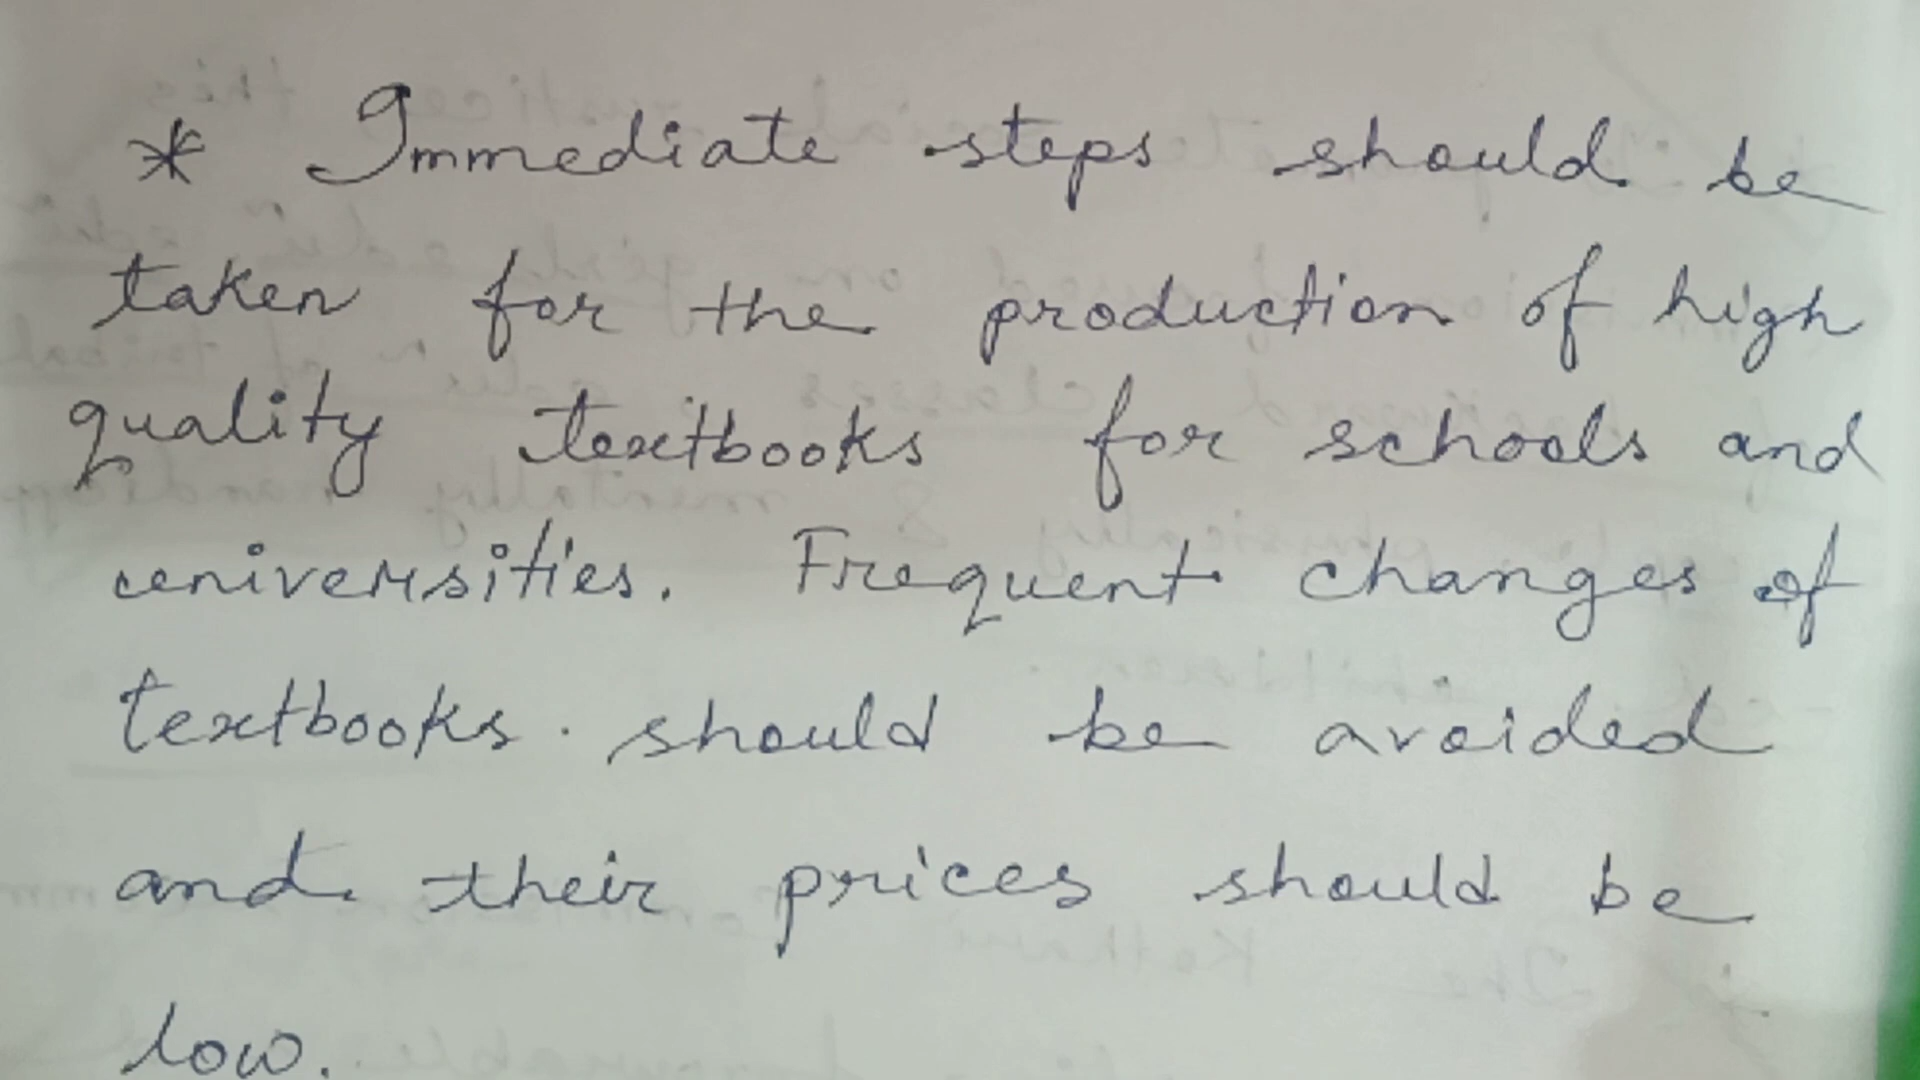 * Immediate steps should be
taken for the production of high
quality textbooks for schools and
universities. Frequent changes of
textbooks should be avoided
and their prices should be
low.